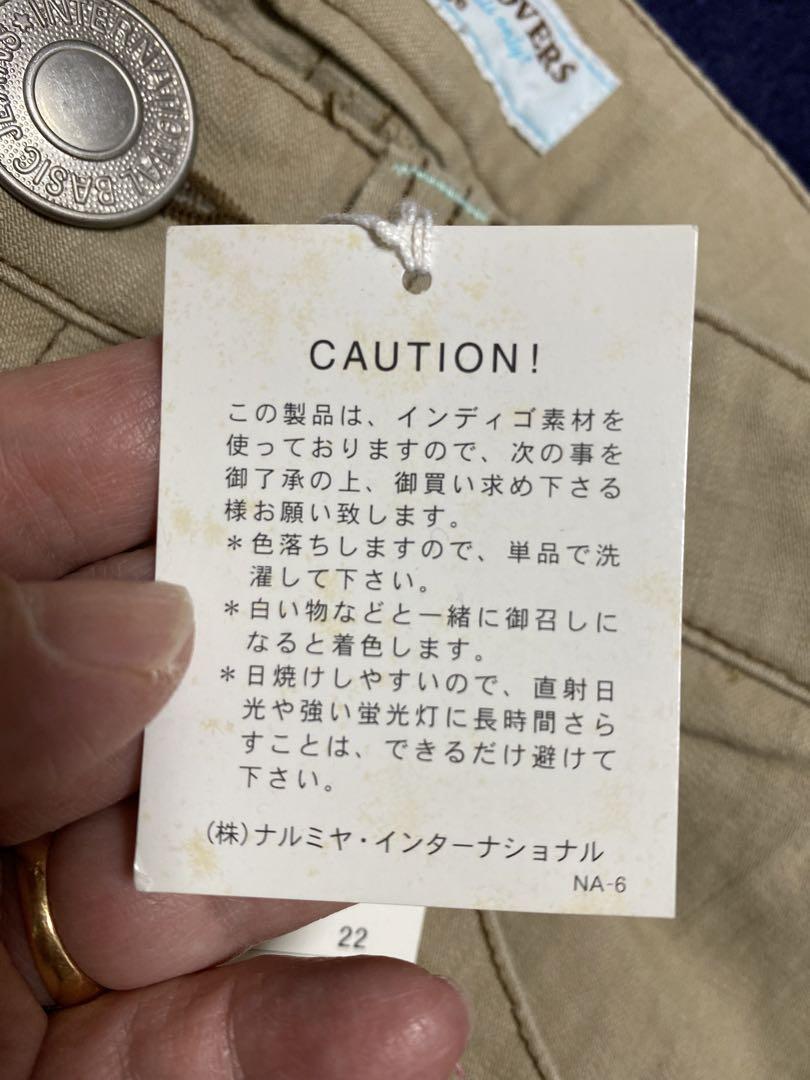 INTERNATIONAL BASIC JEANS
OVERS
CAUTION!
この製品は、インディゴ素材を
使っておりますので、次の事を
御了承の上、御買い求め下さる
様お願い致します。
＊色落ちしますので、単品で洗
濯して下さい。
＊白い物などと一緒に御召しに
なると着色します。
＊日焼けしやすいので、直射日
光や強い蛍光灯に長時間さら
すことは、できるだけ避けて
下さい。
(株)ナルミヤ・インターナショナル
NA-6
22